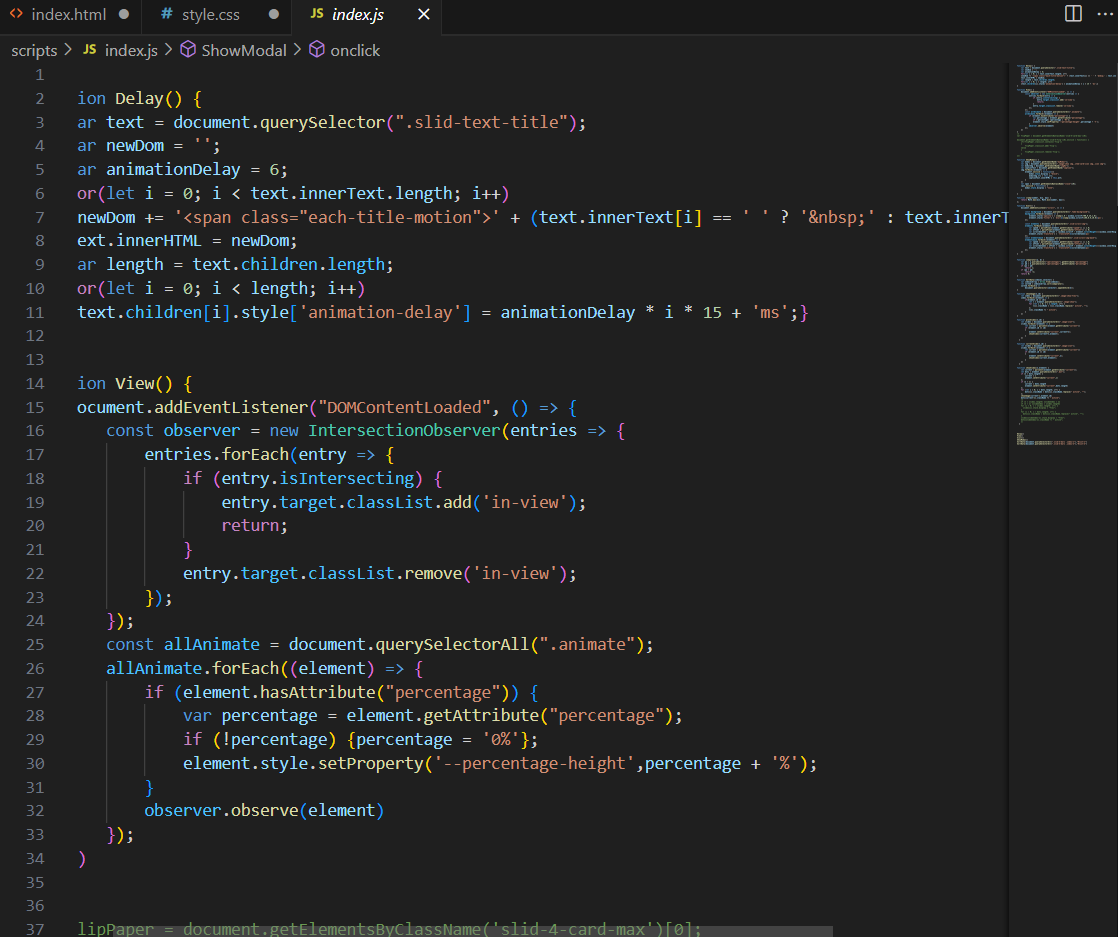 index.html
# style.css
JS index.js
scripts > JS index.js > ShowModal > onclick
1
2 ion Delay() {
3 ar text = document.querySelector(".slid-text-title");
4 ar newDom = '';
5 ar animationDelay = 6;
6 or(let i = 0; i < text.innerText.length; i++)
7 newDom += '<span class="each-title-motion">' + (text.innerText[i] == ' ' ? '&nbsp;' : text.innerT
8 ext.innerHTML = newDom;
9 ar length = text.children.length;
10 or(let i = 0; i < length; i++)
11 text.children[i].style['animation-delay'] = animationDelay * i * 15 + 'ms';}
12
13
14 ion View() {
15 ocument.addEventListener("DOMContentLoaded", () => {
16 const observer = new IntersectionObserver(entries => {
17 entries.forEach(entry => {
18 if (entry.isIntersecting) {
19 entry.target.classList.add('in-view');
20 return;
21 }
22 entry.target.classList.remove('in-view');
23 });
24 });
25 const allAnimate = document.querySelectorAll(".animate");
26 allAnimate.forEach((element) => {
27 if (element.hasAttribute("percentage")) {
28 var percentage = element.getAttribute("percentage");
29 if (!percentage) {percentage = '0%'};
30 element.style.setProperty('--percentage-height',percentage + '%');
31 }
32 observer.observe(element)
33 });
34 )
35
36
37 lipPaper = document.getElementsByClassName('slid-4-card-max')[0];